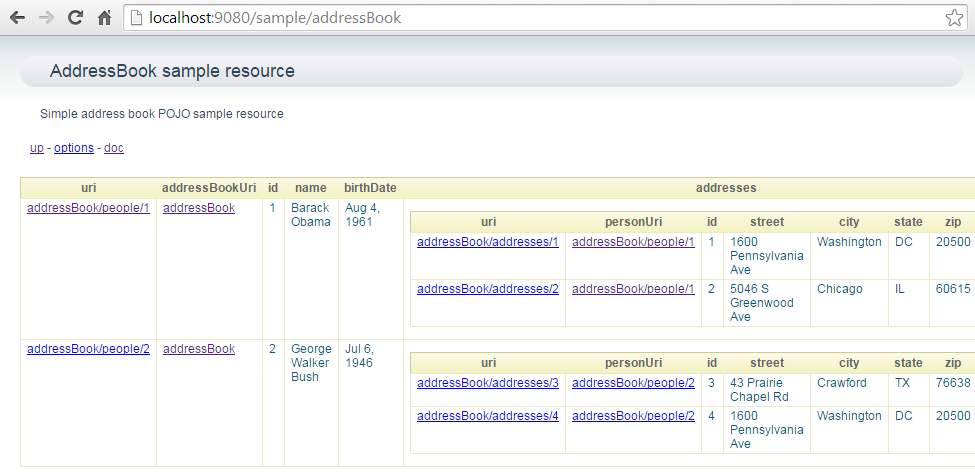 localhost:9080/sample/addressBook
AddressBook sample resource
Simple address book POJO sample resource
up - options - doc
uri addressBookUri id name birthDate addresses
addressBook/people/1 addressBook 1 Barack Obama Aug 4, 1961
uri personUri id street city state zip
addressBook/addresses/1 addressBook/people/1 1 1600 Pennsylvania Ave Washington DC 20500
addressBook/addresses/2 addressBook/people/1 2 5046 S Greenwood Ave Chicago IL 60615
addressBook/people/2 addressBook 2 George Walker Bush Jul 6, 1946
uri personUri id street city state zip
addressBook/addresses/3 addressBook/people/2 3 43 Prairie Chapel Rd Crawford TX 76638
addressBook/addresses/4 addressBook/people/2 4 1600 Pennsylvania Ave Washington DC 20500